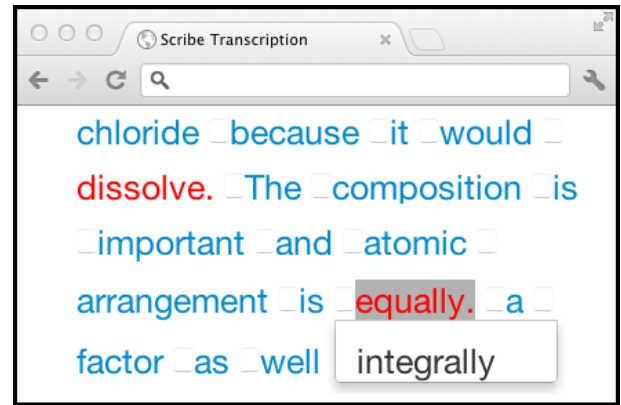 Scribe Transcription
chloride because it would
dissolve. The composition is
important and atomic
arrangement is equally. a
factor as well integrally